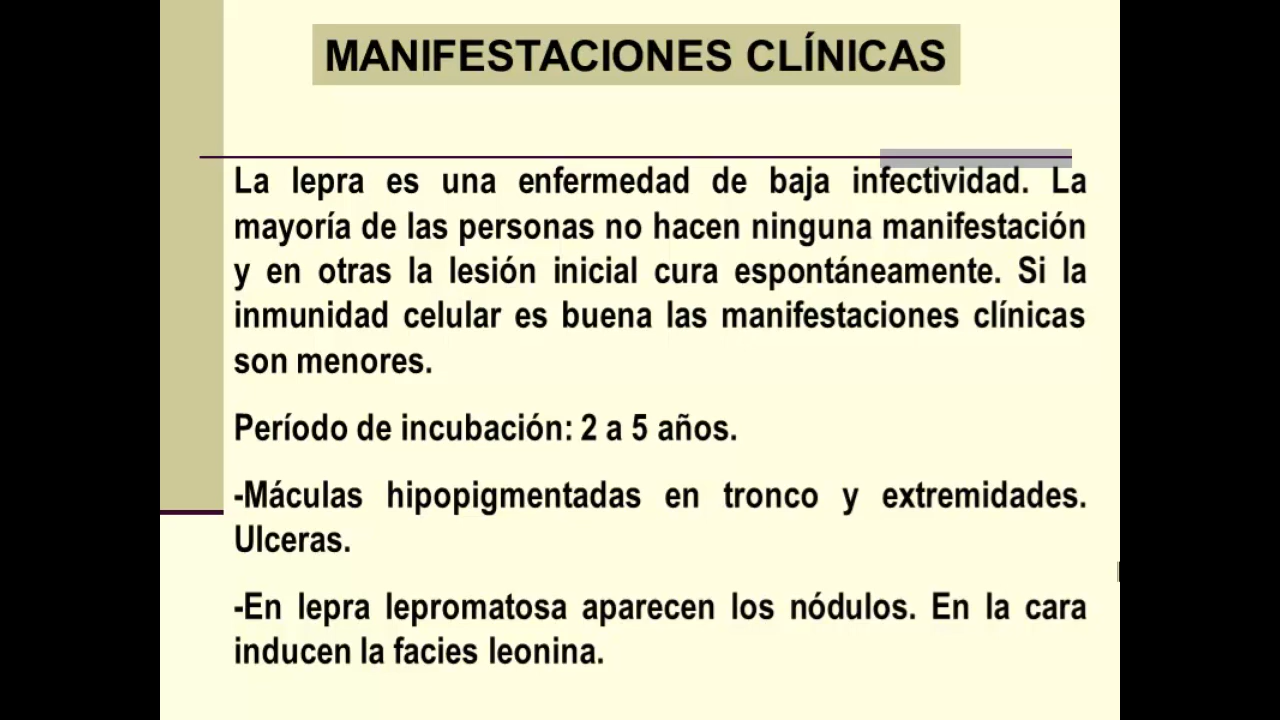 MANIFESTACIONES CLÍNICAS
La lepra es una enfermedad de baja infectividad. La
mayoría de las personas no hacen ninguna manifestación
y en otras la lesión inicial cura espontáneamente. Si la
inmunidad celular es buena las manifestaciones clínicas
son menores.
Período de incubación: 2 a 5 años.
-Máculas hipopigmentadas en tronco y extremidades.
Ulceras.
-En lepra lepromatosa aparecen los nódulos. En la cara
inducen la facies leonina.